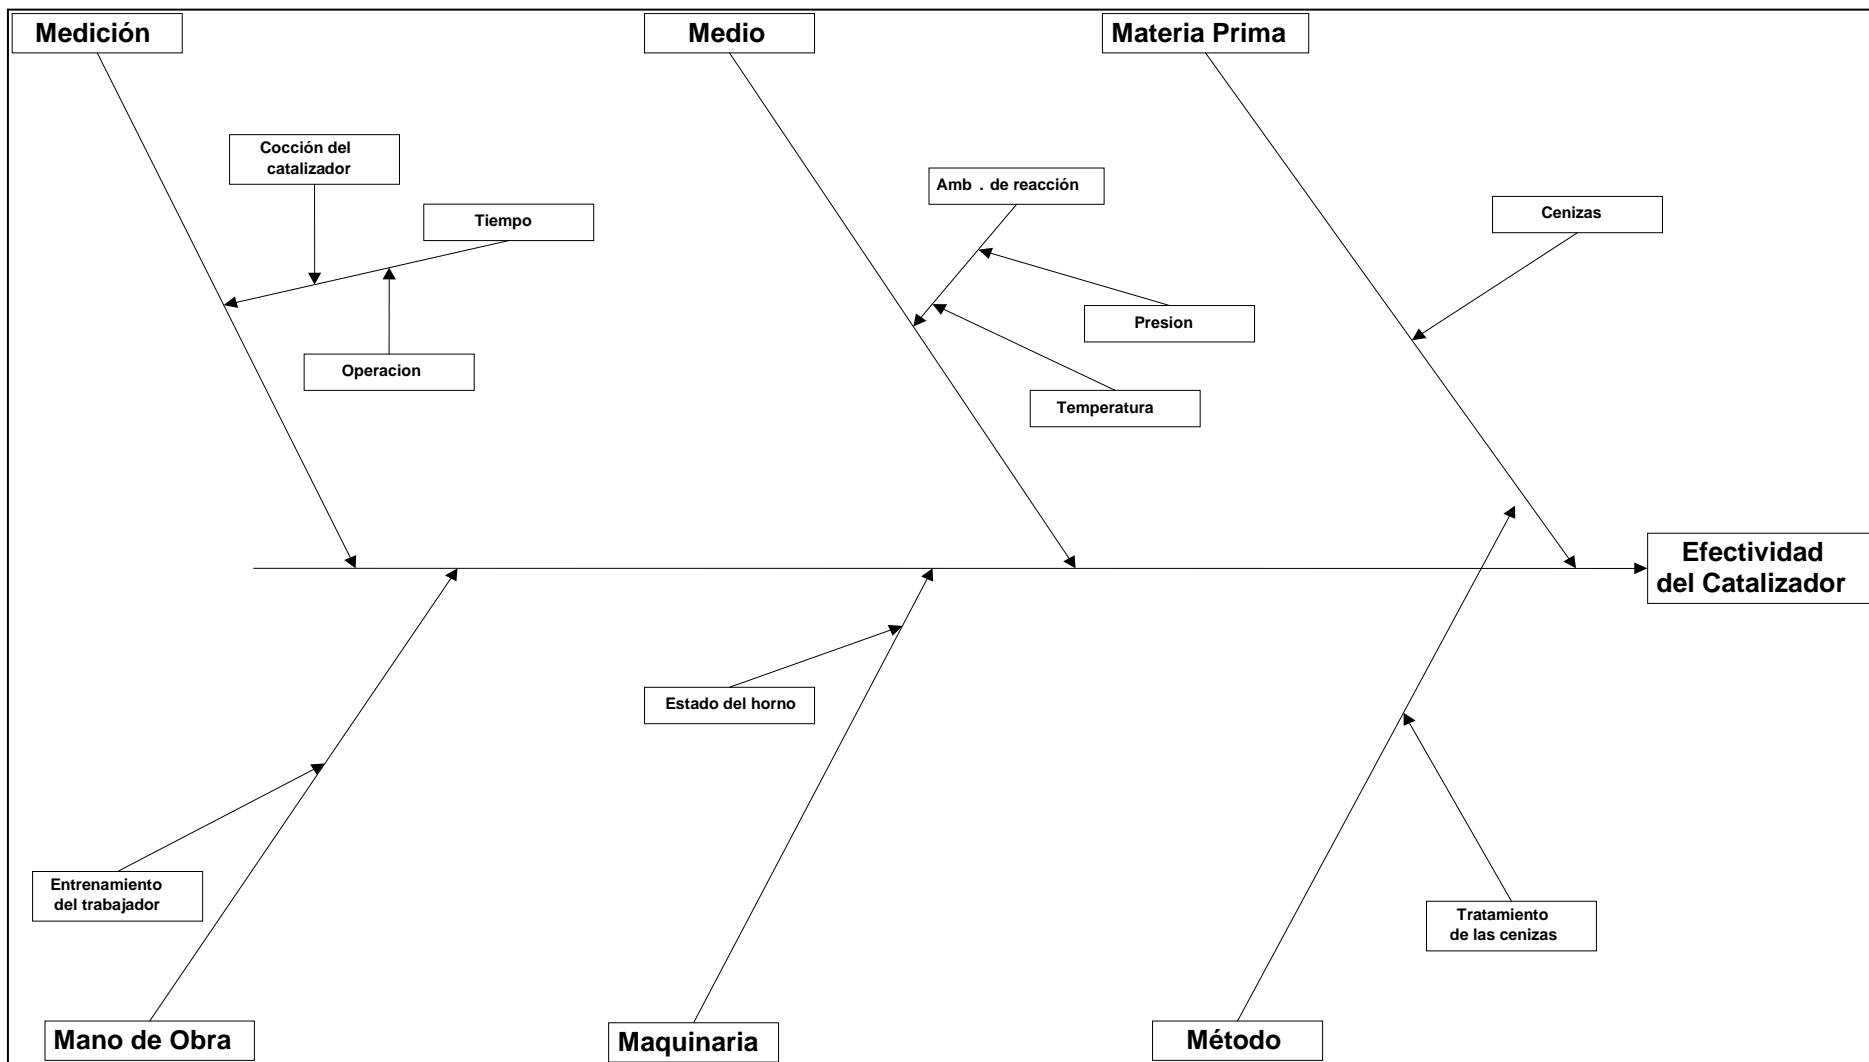 Medición
Medio
Materia Prima
Cocción del
catalizador
Tiempo
Operacion
Amb . de reacción
Presion
Temperatura
Cenizas
Efectividad
del Catalizador
Estado del horno
Entrenamiento
del trabajador
Tratamiento
de las cenizas
Mano de Obra
Maquinaria
Método